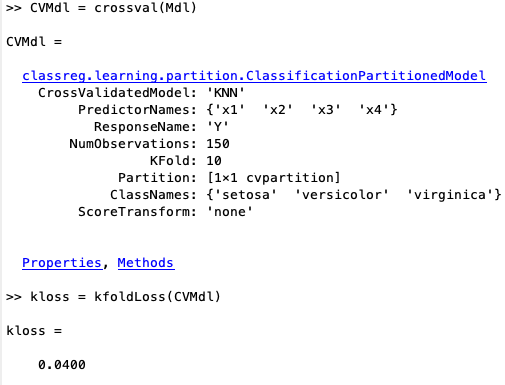 >> CVMdl = crossval(Mdl)
CVMdl =
classreg.learning.partition.ClassificationPartitionedModel
CrossValidatedModel: 'KNN'
PredictorNames: {'x1'  'x2'  'x3'  'x4'}
ResponseName: 'Y'
NumObservations: 150
KFold: 10
Partition: [1×1 cvpartition]
ClassNames: {'setosa'  'versicolor'  'virginica'}
ScoreTransform: 'none'
Properties, Methods
>> kloss = kfoldLoss(CVMdl)
kloss =
0.0400